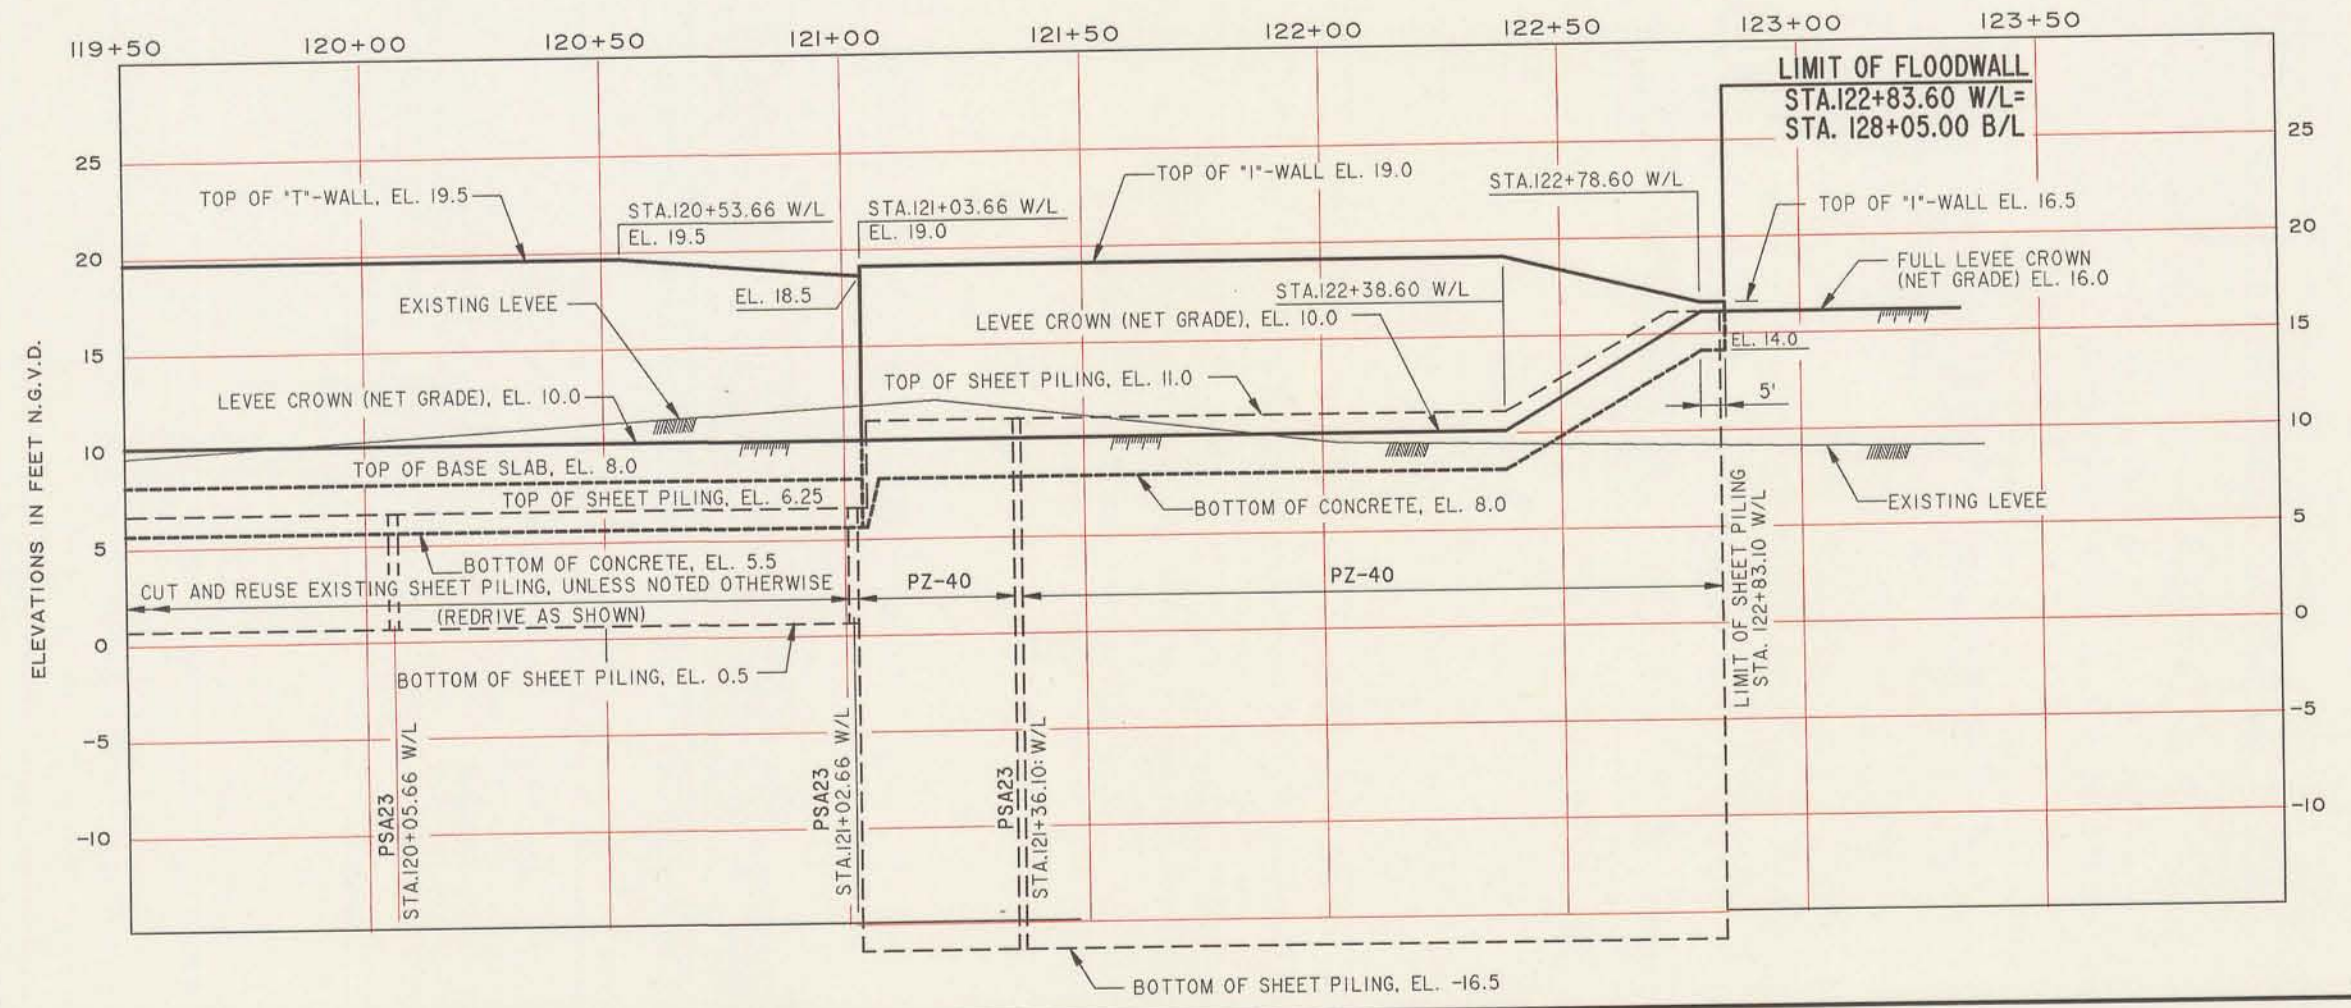 119+50 120+00 120+50 121+00 121+50 122+00 122+50 123+00 123+50
LIMIT OF FLOODWALL
STA.122+83.60 W/L=
STA. 128+05.00 B/L
25
25
TOP OF "T"-WALL, EL. 19.5
STA.120+53.66 W/L
EL. 19.5
STA.121+03.66 W/L
EL. 19.0
TOP OF "I"-WALL EL. 19.0
STA.122+78.60 W/L
TOP OF "I"-WALL EL. 16.5
20
20
FULL LEVEE CROWN
(NET GRADE) EL. 16.0
EXISTING LEVEE
EL. 18.5
STA.122+38.60 W/L
LEVEE CROWN (NET GRADE), EL. 10.0
15
15
EL. 14.0
ELEVATIONS IN FEET N.G.V.D.
LEVEE CROWN (NET GRADE), EL. 10.0
TOP OF SHEET PILING, EL. 11.0
5'
10
10
TOP OF BASE SLAB, EL. 8.0
TOP OF SHEET PILING, EL. 6.25
BOTTOM OF CONCRETE, EL. 8.0
EXISTING LEVEE
5
5
BOTTOM OF CONCRETE, EL. 5.5
CUT AND REUSE EXISTING SHEET PILING, UNLESS NOTED OTHERWISE
(REDRIVE AS SHOWN)
PZ-40
PZ-40
LIMIT OF SHEET PILING
STA. 122+83.10 W/L
0
0
BOTTOM OF SHEET PILING, EL. 0.5
-5
-5
PSA23
STA.120+05.66 W/L
PSA23
STA.121+02.66 W/L
PSA23
STA.121+36.10 W/L
-10
-10
BOTTOM OF SHEET PILING, EL. -16.5